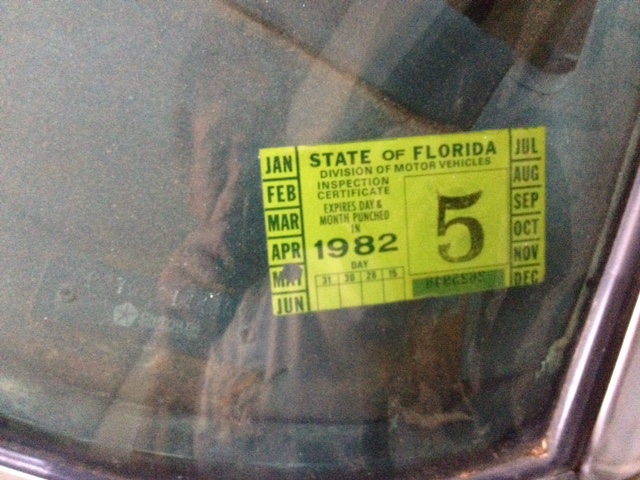 STATE OF FLORIDA
DIVISION OF MOTOR VEHICLES
INSPECTION
CERTIFICATE
EXPIRES DAY &
MONTH PUNCHED
IN
1982
DAY
31 30 29 15
5
JAN
FEB
MAR
APR
MAY
JUN
JUL
AUG
SEP
OCT
NOV
DEC